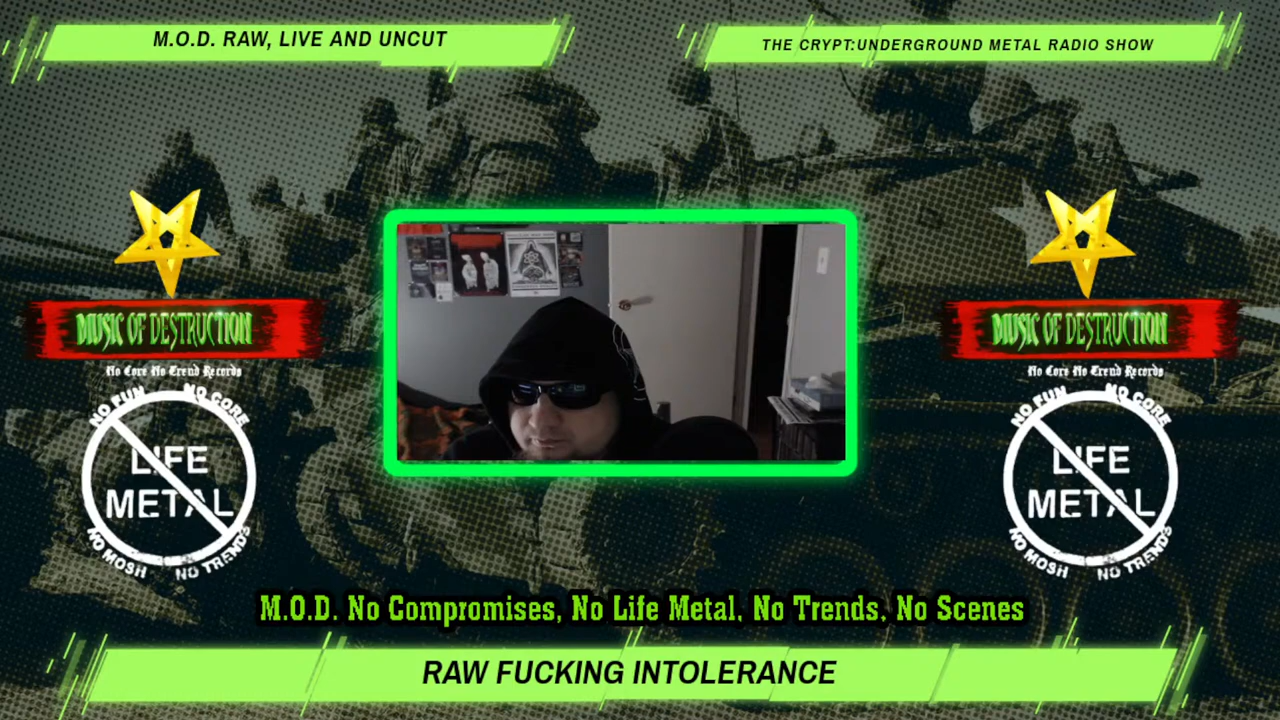 M.O.D. RAW, LIVE AND UNCUT
THE CRYPT:UNDERGROUND METAL RADIO SHOW
MUSIC OF DESTRUCTION
No Core No Trend Records
NO FUN NO CORE
LIFE
METAL
NO MOSH NO TRENDS
MUSIC OF DESTRUCTION
No Core No Trend Records
NO FUN NO CORE
LIFE
METAL
NO MOSH NO TRENDS
M.O.D. No Compromises, No Life Metal, No Trends, No Scenes
RAW FUCKING INTOLERANCE